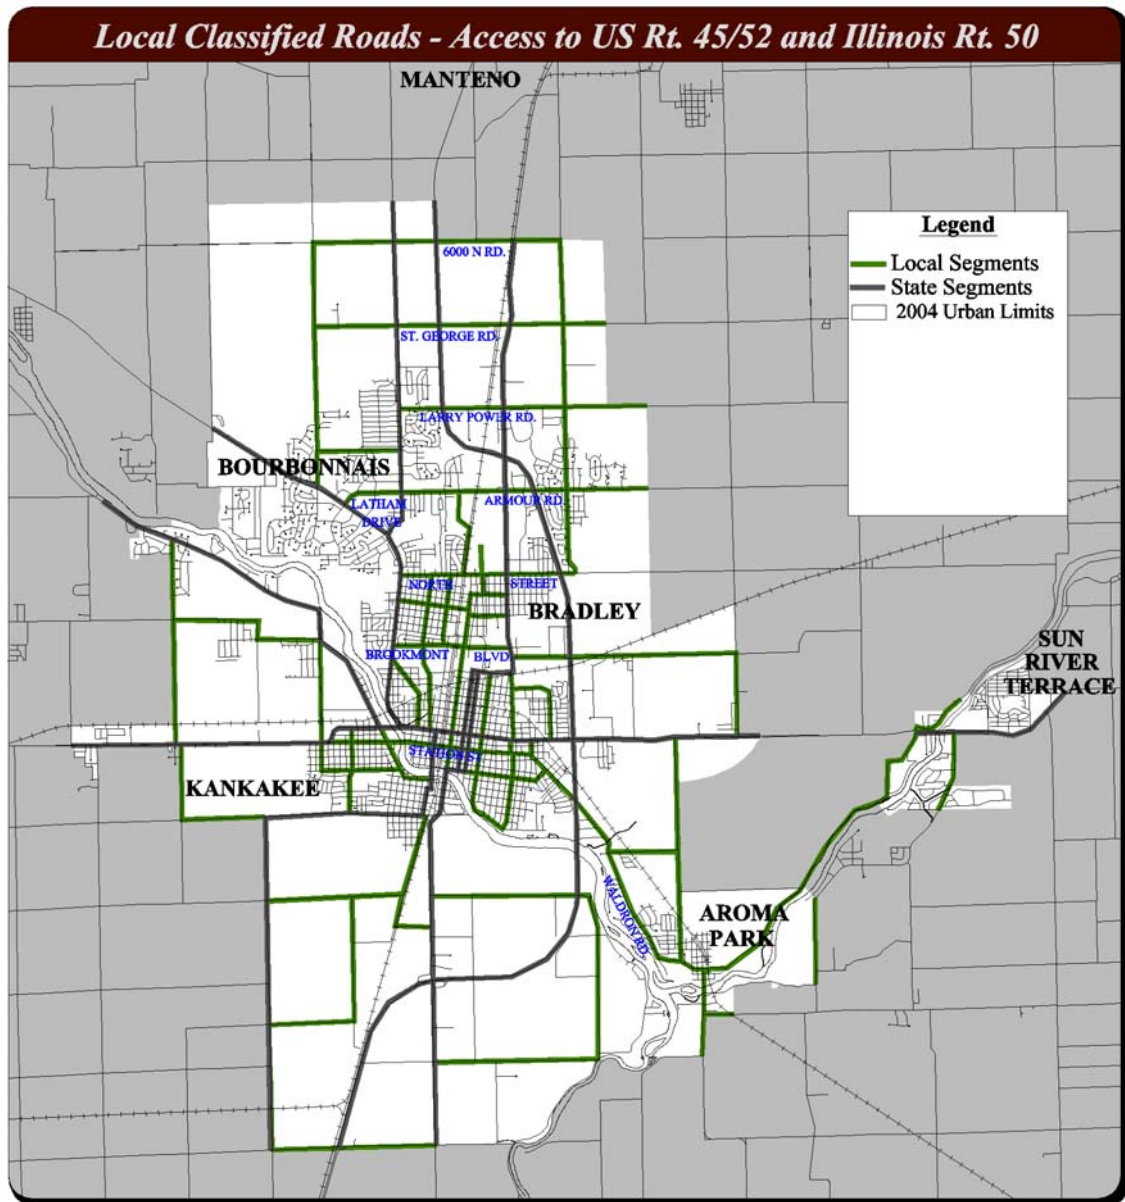 Local Classified Roads - Access to US Rt. 45/52 and Illinois Rt. 50
MANTENO
Legend
Local Segments
State Segments
2004 Urban Limits
6000 N RD.
ST. GEORGE RD.
LARRY POWER RD.
BOURBONNAIS
LATHAM
DRIVE
ARMOUR RD.
NORTH STREET
BRADLEY
BROOKMONT BLVD
SUN
RIVER
TERRACE
STATION ST
KANKAKEE
WALDRON RD.
AROMA
PARK